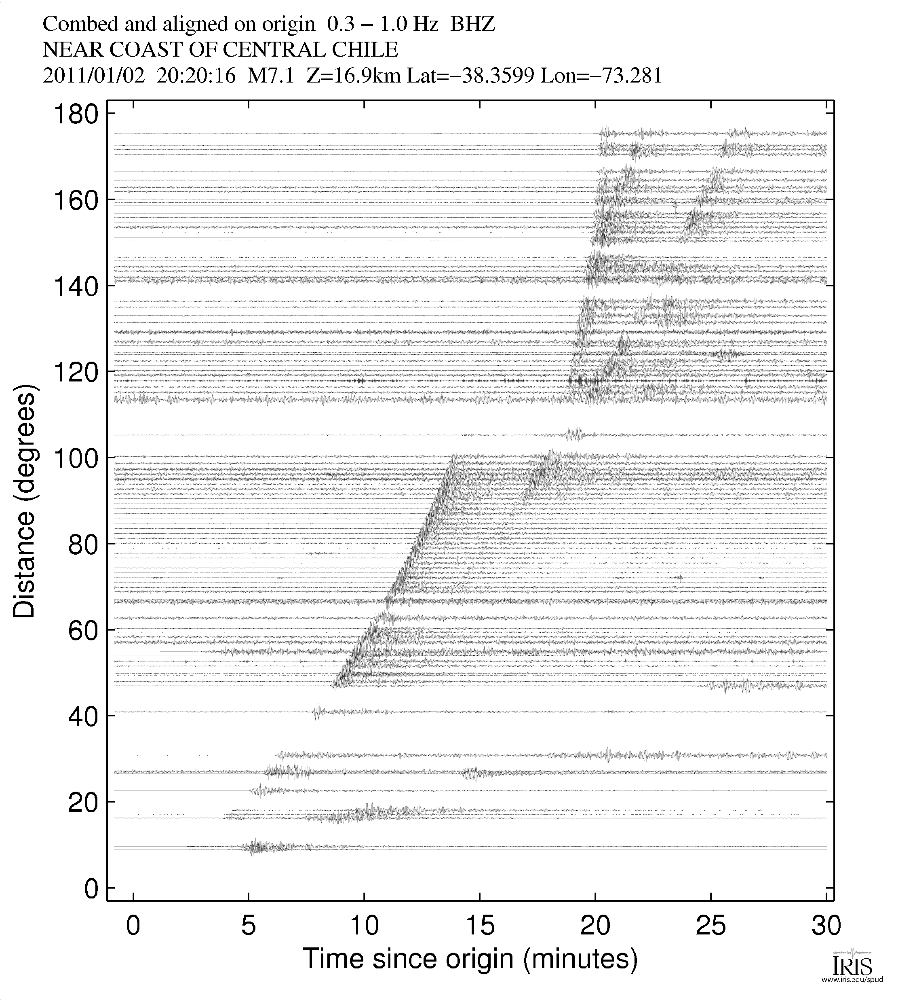 Combed and aligned on origin  0.3 − 1.0 Hz  BHZ
NEAR COAST OF CENTRAL CHILE
2011/01/02  20:20:16  M7.1  Z=16.9km Lat=−38.3599 Lon=−73.281
180
160
140
120
100
80
60
40
20
0
Distance (degrees)
0 5 10 15 20 25 30
Time since origin (minutes)
IRIS
www.iris.edu/spud